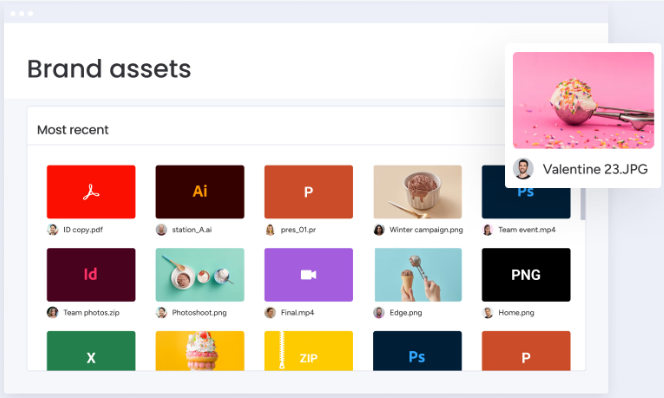 Brand assets
Most recent
Valentine 23.JPG
Ai
P
Ps
ID copy.pdf
station_A.ai
pres_01.pr
Winter campaign.png
Team event.mp4
Id
PNG
Team photos.zip
Photoshoot.png
Final.mp4
Edge.png
Home.png
X
ZIP
Ps
P